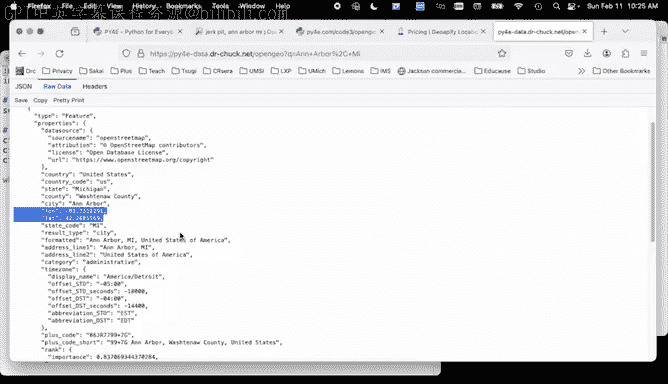 Firefox File Edit View History Bookmarks Tools Window Help Sun Feb 11 10:25 AM
PY4E – Python for Everyo jerk pit, ann arbor mi | Duc py4e.com/code3/opengeo Pricing | Geoapify Locatio py4e-data.dr-chuck.net/openg
https://py4e-data.dr-chuck.net/opengeo?q=Ann+Arbor%2C+MI
Drc Privacy Sakai Plus Teach Tsugi CRsera UMSI LXP UMich Lemons IMS Jackson commercia... Educause Studio Other Bookmarks
JSON Raw Data Headers
Save Copy Pretty Print
{
"type": "Feature",
"properties": {
"datasource": {
"sourcename": "openstreetmap",
"attribution": "© OpenStreetMap contributors",
"license": "Open Database License",
"url": "https://www.openstreetmap.org/copyright"
},
"country": "United States",
"country_code": "us",
"state": "Michigan",
"county": "Washtenaw County",
"city": "Ann Arbor",
"state_code": "MI",
"result_type": "city",
"formatted": "Ann Arbor, MI, United States of America",
"address_line1": "Ann Arbor, MI",
"address_line2": "United States of America",
"category": "administrative",
"timezone": {
"name": "America/Detroit",
"offset_STD": "-05:00",
"offset_STD_seconds": -18000,
"offset_DST": "-04:00",
"offset_DST_seconds": -14400,
"abbreviation_STD": "EST",
"abbreviation_DST": "EDT"
},
"plus_code": "86JR7799+7G",
"plus_code_short": "99+7G Ann Arbor, Washtenaw County, United States",
"rank": {
"importance": 0.837069344370284,